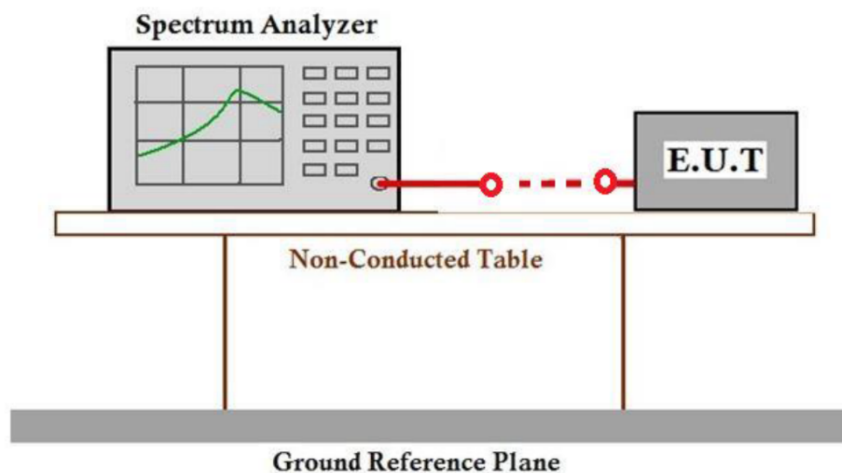 Spectrum Analyzer
E.U.T
Non-Conducted Table
Ground Reference Plane